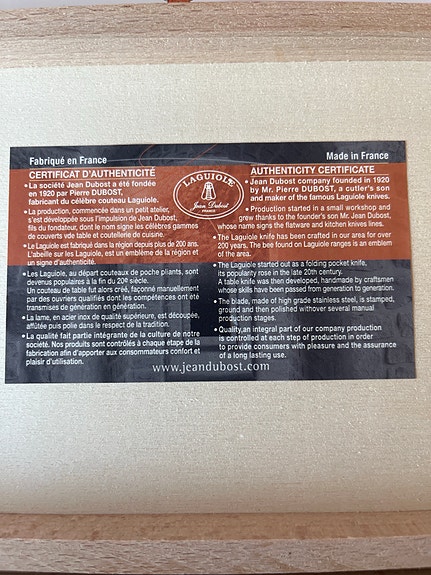 Fabriqué en France
CERTIFICAT D'AUTHENTICITÉ
• La société Jean Dubost a été fondée
en 1920 par Pierre DUBOST,
fabricant du célèbre couteau Laguiole.
• La production, commencée dans un petit atelier,
s'est développée sous l'impulsion de Jean Dubost,
fils du fondateur, dont le nom signe les célèbres gammes
de couverts de table et coutellerie de cuisine.
• Le Laguiole est fabriqué dans la région depuis plus de 200 ans.
L'abeille sur les Laguiole, est un emblème de la région et
un signe d'authenticité.
• Les Laguiole, au départ couteaux de poche pliants, sont
devenus populaires à la fin du 20è siècle.
Un couteau de table fut alors créé, façonné manuellement
par des ouvriers qualifiés dont les compétences ont été
transmises de génération en génération.
• La lame, en acier inox de qualité supérieure, est découpée,
affûtée puis polie dans le respect de la tradition.
• La qualité fait partie intégrante de la culture de notre
société. Nos produits sont contrôlés à chaque étape de la
fabrication afin d'apporter aux consommateurs confort et
plaisir d'utilisation.
LAGUIOLE
Jean Dubost
FRANCE
Made in France
AUTHENTICITY CERTIFICATE
• Jean Dubost company founded in 1920
by Mr. Pierre DUBOST, a cutler's son
and maker of the famous Laguiole knives.
• Production started in a small workshop and
grew thanks to the founder's son Mr. Jean Dubost,
whose name signs the flatware and kitchen knives lines.
• The Laguiole knife has been crafted in our area for over
200 years. The bee found on Laguiole ranges is an emblem
of the area.
• The Laguiole started out as a folding pocket knife.
its popularity rose in the late 20th century.
A table knife was then developed, handmade by craftsmen
whose skills have been passed from generation to generation.
• The blade, made of high grade stainless steel, is stamped,
ground and then polished withover several manual
production stages.
• Quality,an integral part of our company production
is controlled at each step of production in order
to provide consumers with pleasure and the assurance
of a long lasting use.
www.jeandubost.com